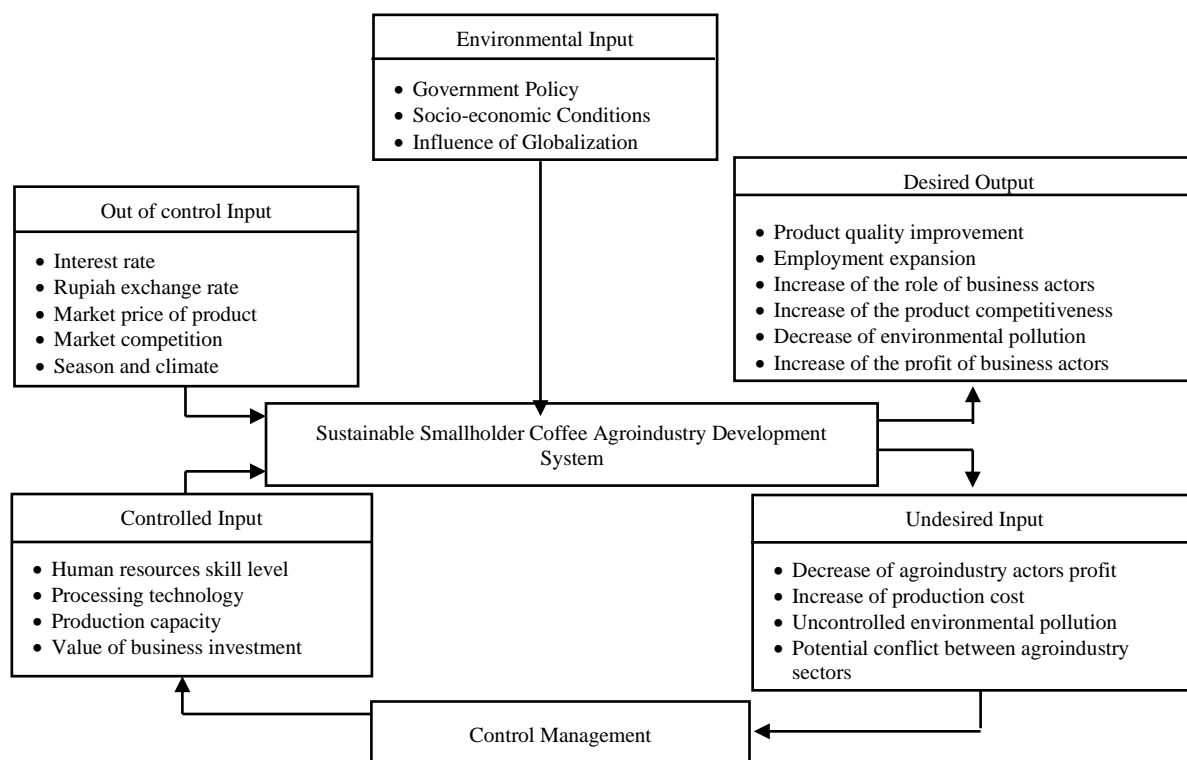 Environmental Input
• Government Policy
• Socio-economic Conditions
• Influence of Globalization
Out of control Input
• Interest rate
• Rupiah exchange rate
• Market price of product
• Market competition
• Season and climate
Desired Output
• Product quality improvement
• Employment expansion
• Increase of the role of business actors
• Increase of the product competitiveness
• Decrease of environmental pollution
• Increase of the profit of business actors
Sustainable Smallholder Coffee Agroindustry Development
System
Controlled Input
• Human resources skill level
• Processing technology
• Production capacity
• Value of business investment
Undesired Input
• Decrease of agroindustry actors profit
• Increase of production cost
• Uncontrolled environmental pollution
• Potential conflict between agroindustry
sectors
Control Management